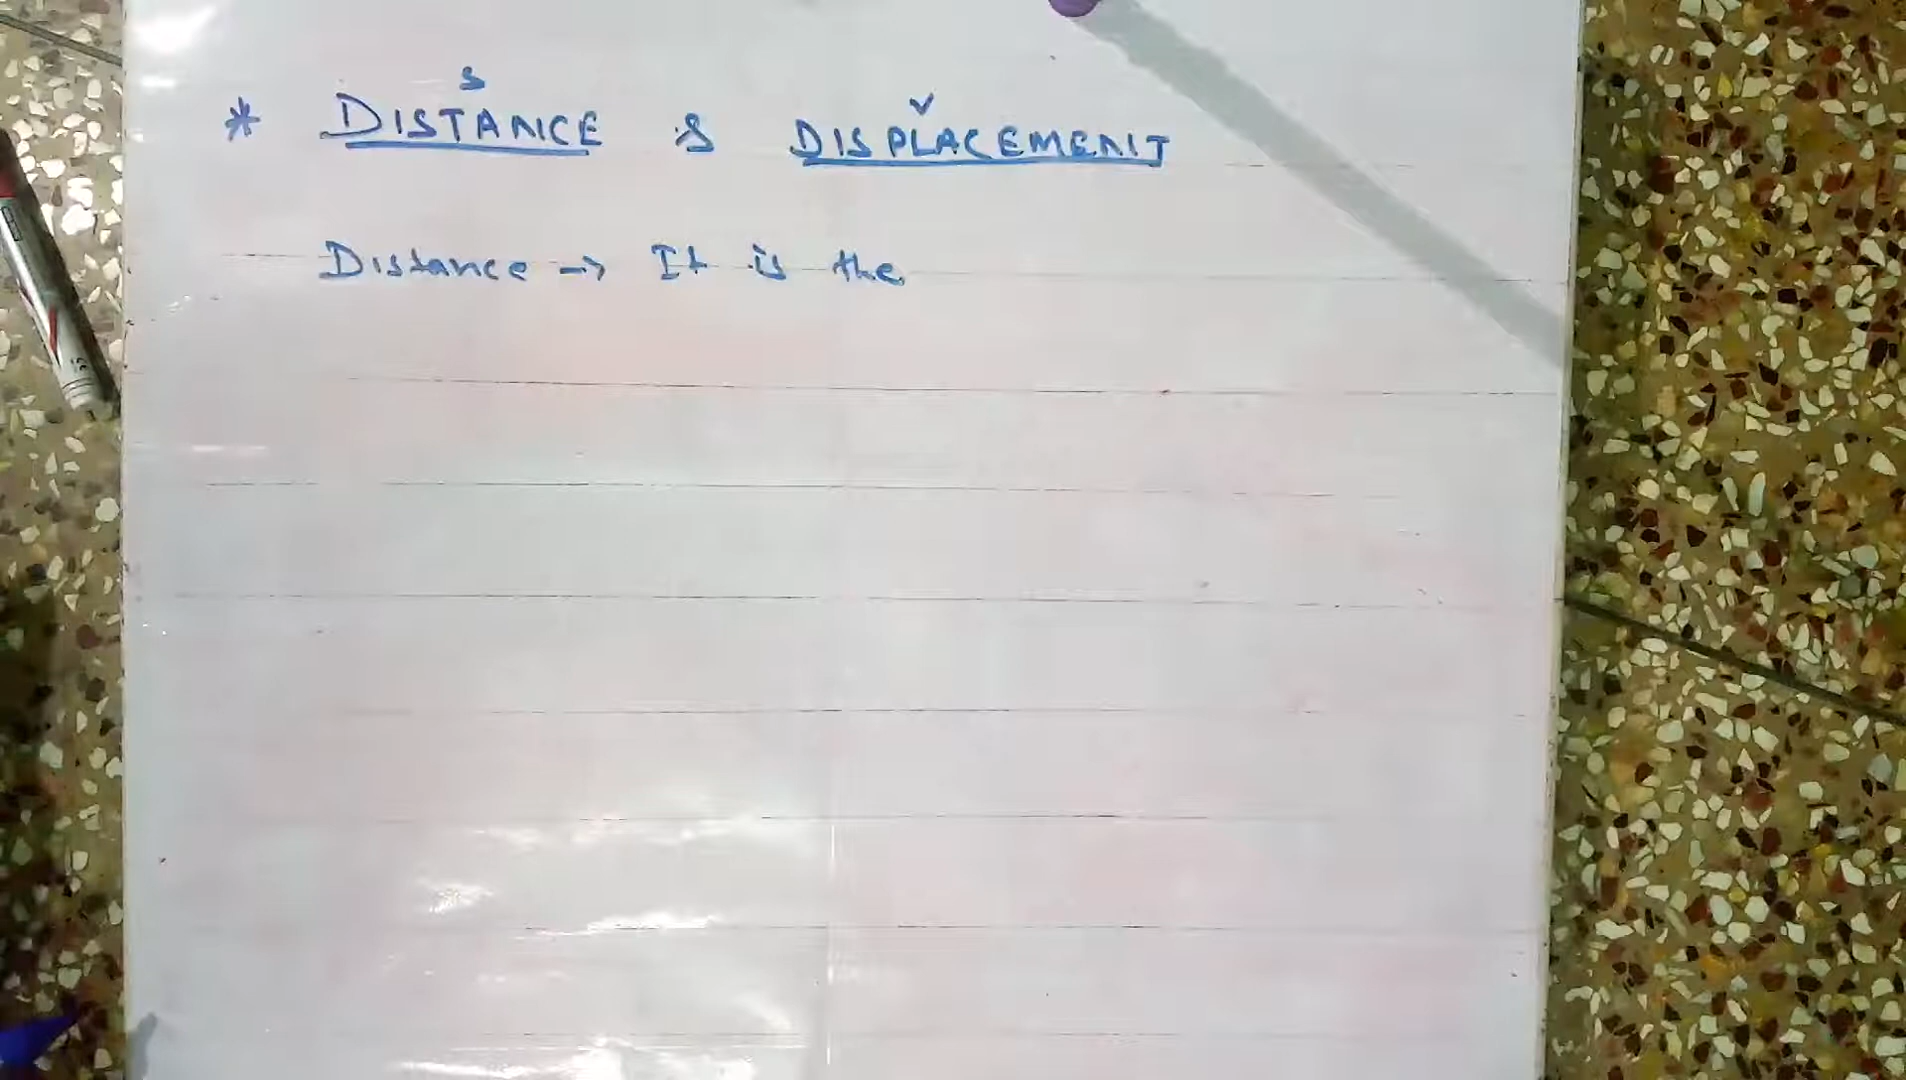 s v
* DISTANCE & DISPLACEMENT
Distance → It is the